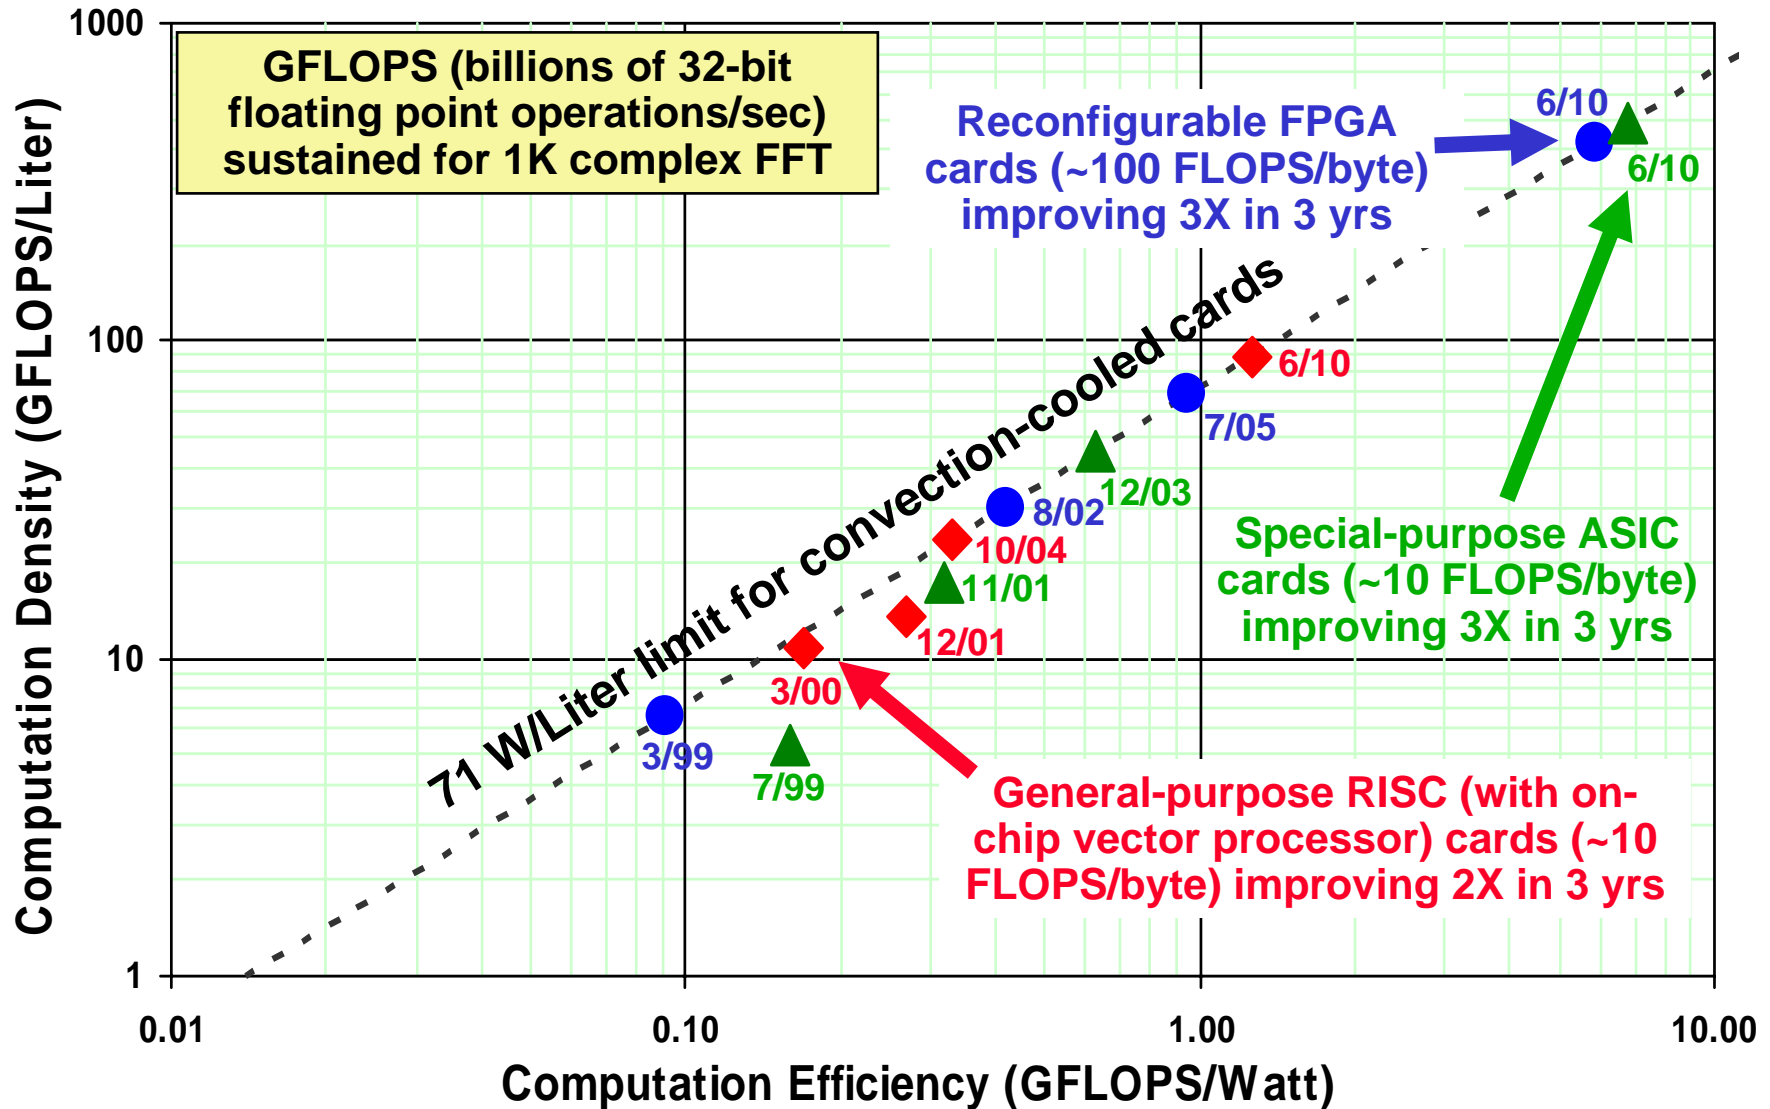 1000
100
10
1
Computation Density (GFLOPS/Liter)
GFLOPS (billions of 32-bit
floating point operations/sec)
sustained for 1K complex FFT
Reconfigurable FPGA
cards (~100 FLOPS/byte)
improving 3X in 3 yrs
6/10
6/10
71 W/Liter limit for convection-cooled cards
6/10
7/05
12/03
8/02
10/04
11/01
12/01
3/00
3/99
7/99
Special-purpose ASIC
cards (~10 FLOPS/byte)
improving 3X in 3 yrs
General-purpose RISC (with on-
chip vector processor) cards (~10
FLOPS/byte) improving 2X in 3 yrs
0.01
0.10
1.00
10.00
Computation Efficiency (GFLOPS/Watt)